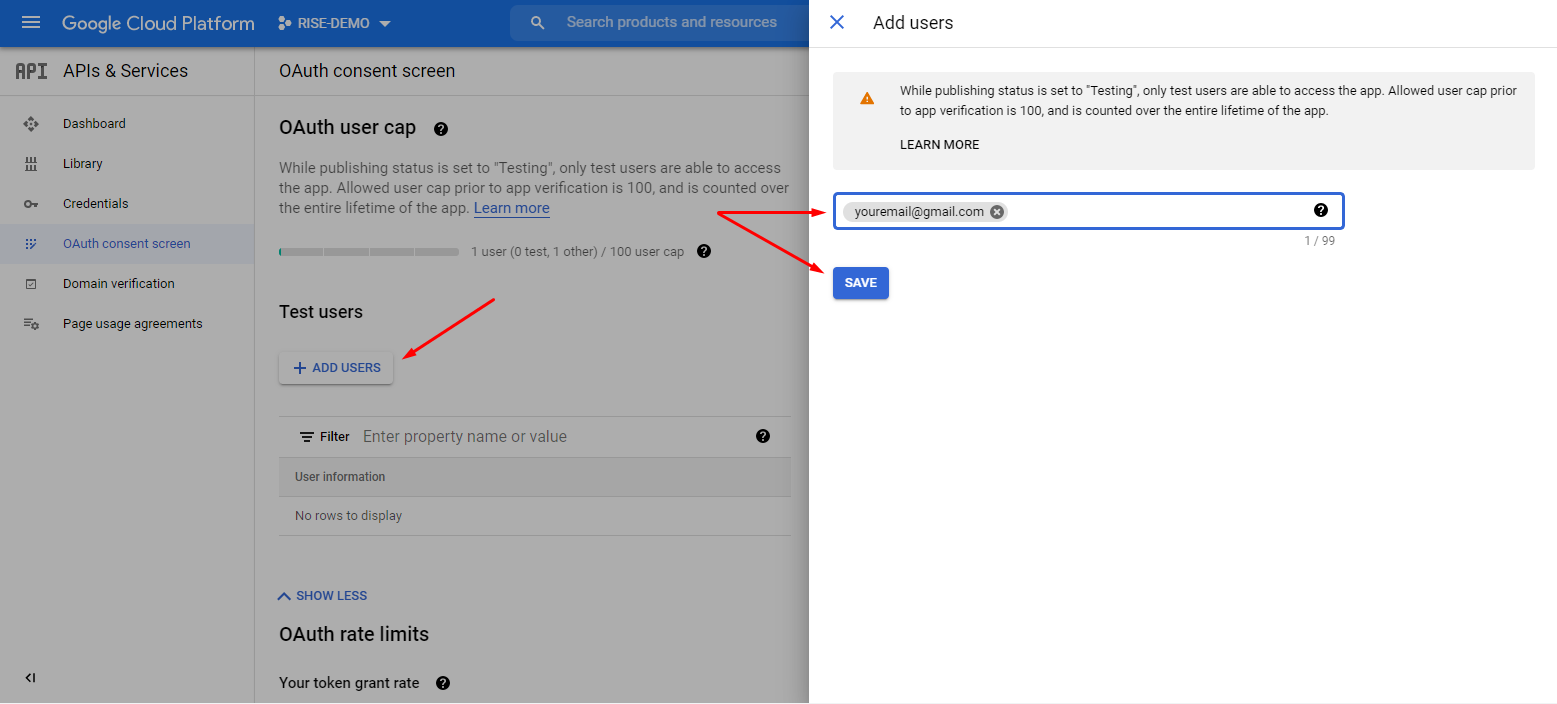 Google Cloud Platform
RISE-DEMO
Search products and resources
API
APIs & Services
Dashboard
Library
Credentials
OAuth consent screen
Domain verification
Page usage agreements
OAuth consent screen
OAuth user cap
While publishing status is set to "Testing", only test users are able to access
the app. Allowed user cap prior to app verification is 100, and is counted over
the entire lifetime of the app. Learn more
1 user (0 test, 1 other) / 100 user cap
Test users
ADD USERS
Filter Enter property name or value
User information
No rows to display
SHOW LESS
OAuth rate limits
Your token grant rate
Add users
While publishing status is set to "Testing", only test users are able to access the app. Allowed user cap prior
to app verification is 100, and is counted over the entire lifetime of the app.
LEARN MORE
youremail@gmail.com
1 / 99
SAVE